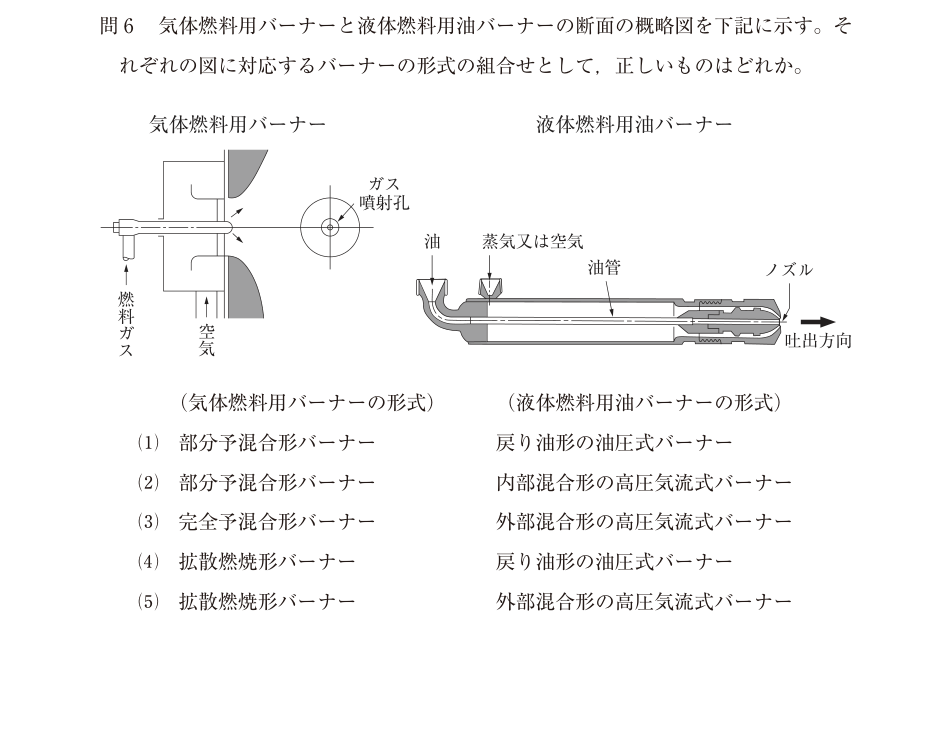 問6　気体燃料用バーナーと液体燃料用油バーナーの断面の概略図を下記に示す。そ
れぞれの図に対応するバーナーの形式の組合せとして，正しいものはどれか。
気体燃料用バーナー
液体燃料用油バーナー
ガス
噴射孔
燃料ガス
空気
油
蒸気又は空気
油管
ノズル
吐出方向
（気体燃料用バーナーの形式）　（液体燃料用油バーナーの形式）
(1)　部分予混合形バーナー　戻り油形の油圧式バーナー
(2)　部分予混合形バーナー　内部混合形の高圧気流式バーナー
(3)　完全予混合形バーナー　外部混合形の高圧気流式バーナー
(4)　拡散燃焼形バーナー　戻り油形の油圧式バーナー
(5)　拡散燃焼形バーナー　外部混合形の高圧気流式バーナー